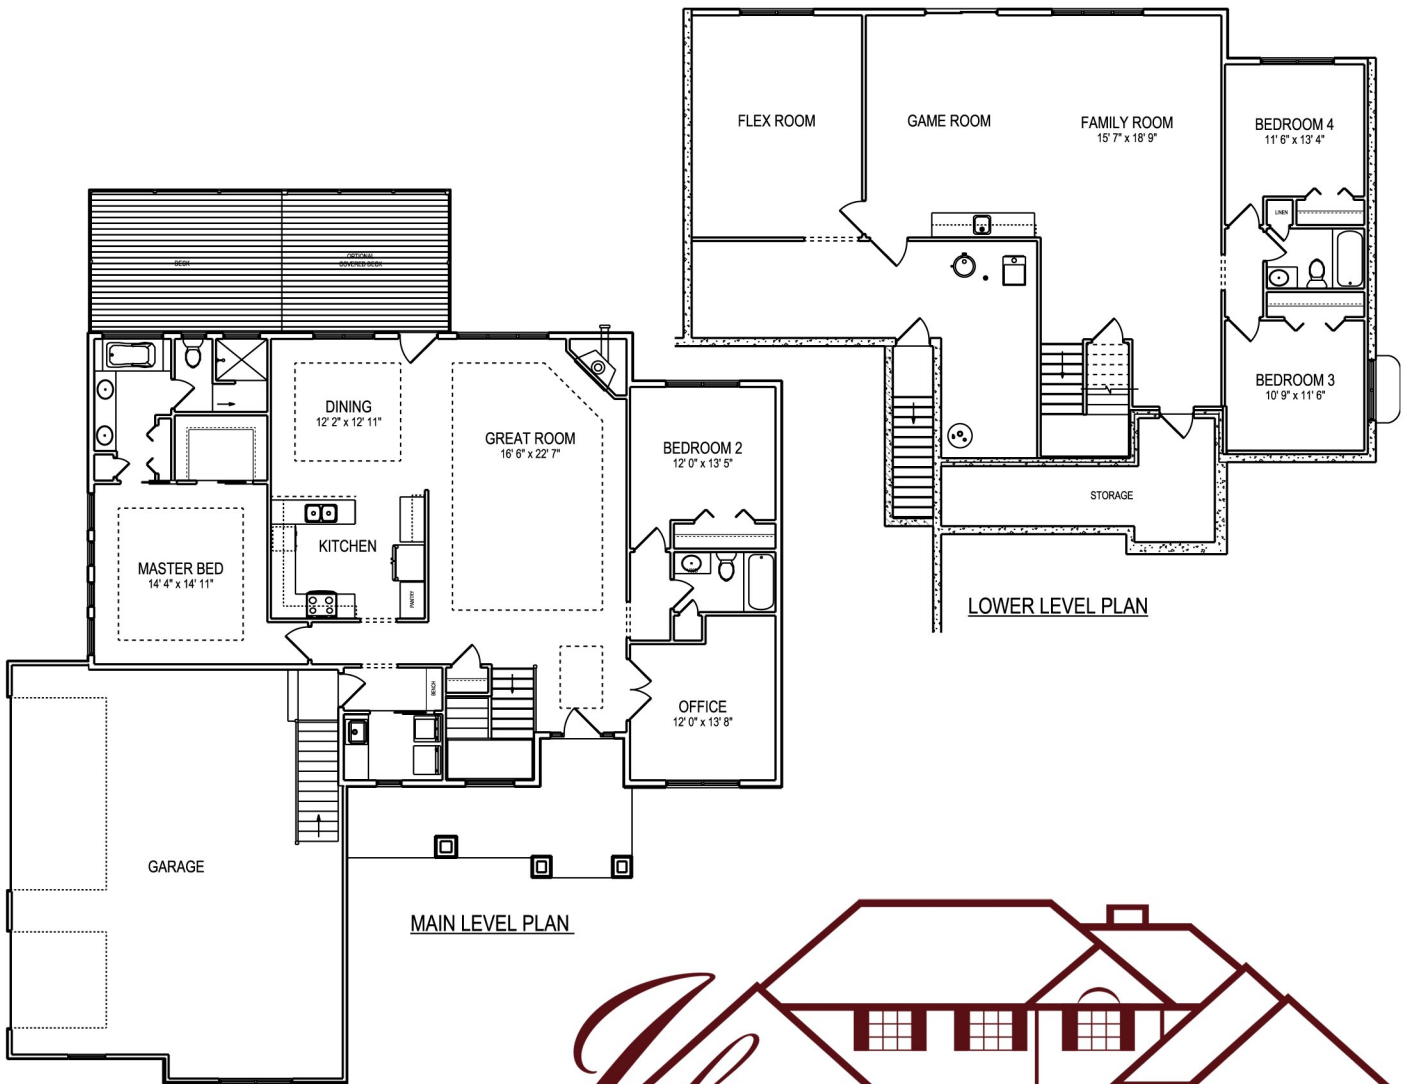 FLEX ROOM
GAME ROOM
FAMILY ROOM
15' 7" x 18' 9"
BEDROOM 4
11' 6" x 13' 4"
LINEN
BEDROOM 3
10' 9" x 11' 6"
STORAGE
LOWER LEVEL PLAN
DECK
OPTIONAL
COVERED DECK
DINING
12' 2" x 12' 11"
GREAT ROOM
16' 6" x 22' 7"
BEDROOM 2
12' 0" x 13' 5"
KITCHEN
MASTER BED
14' 4" x 14' 11"
PANTRY
BENCH
OFFICE
12' 0" x 13' 8"
GARAGE
MAIN LEVEL PLAN